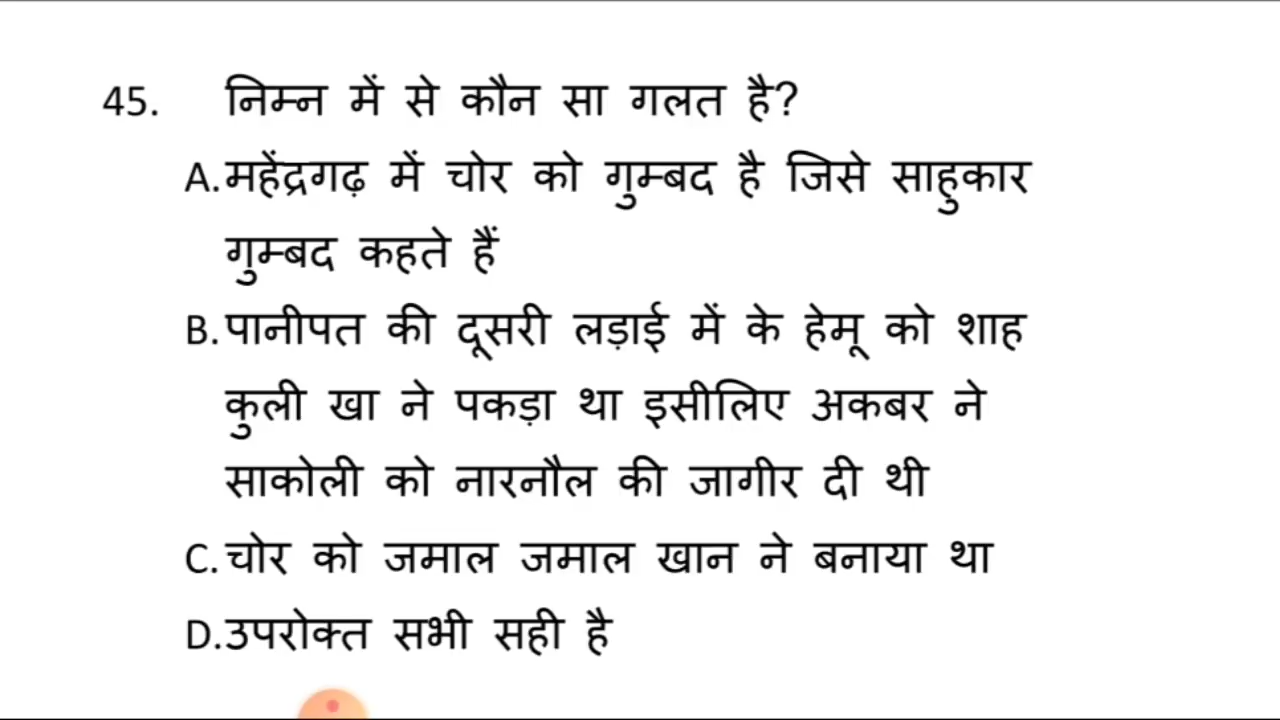 45. निम्न में से कौन सा गलत है?
A.महेंद्रगढ़ में चोर को गुम्बद है जिसे साहुकार
गुम्बद कहते हैं
B.पानीपत की दूसरी लड़ाई में के हेमू को शाह
कुली खा ने पकड़ा था इसीलिए अकबर ने
साकोली को नारनौल की जागीर दी थी
C.चोर को जमाल जमाल खान ने बनाया था
D.उपरोक्त सभी सही है